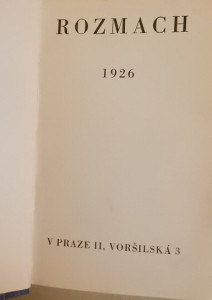 ROZMACH
1926
V PRAZE II, VORŠILSKÁ 3